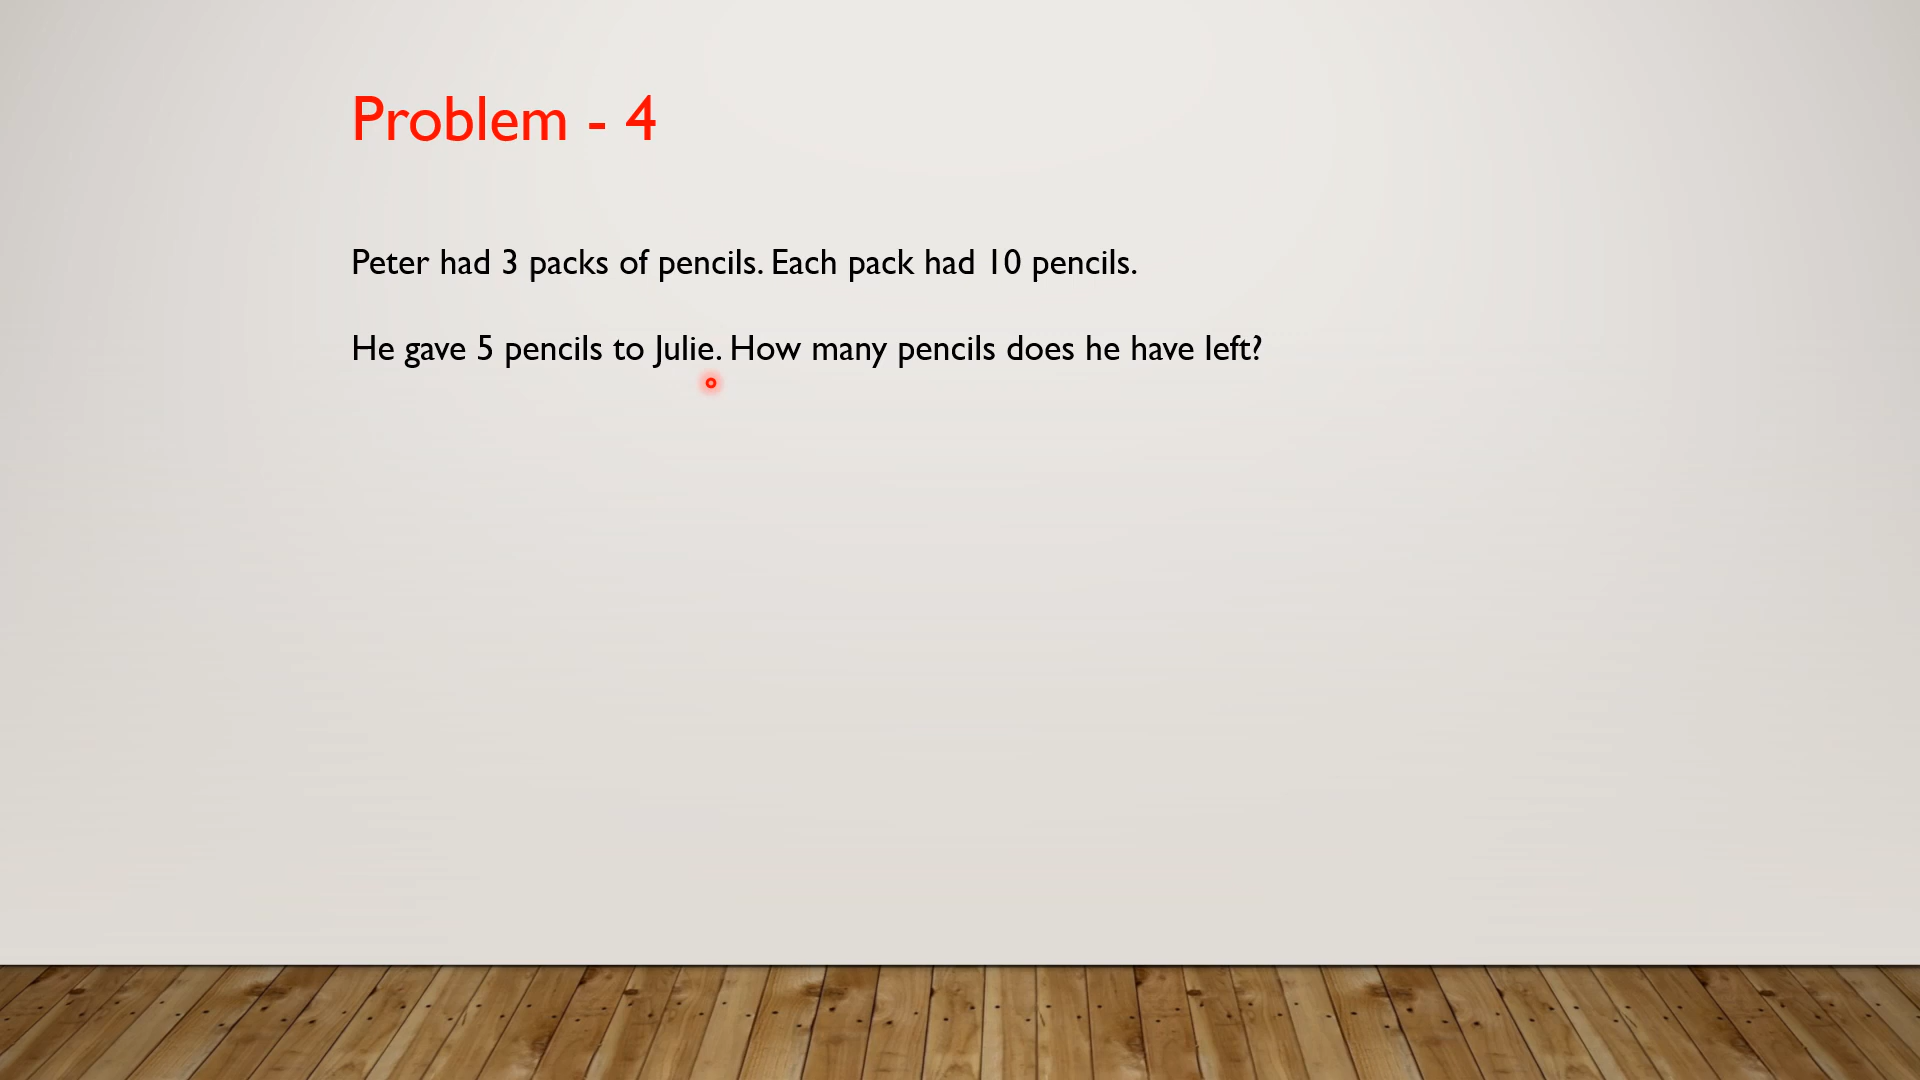 Problem - 4
Peter had 3 packs of pencils. Each pack had 10 pencils.
He gave 5 pencils to Julie. How many pencils does he have left?